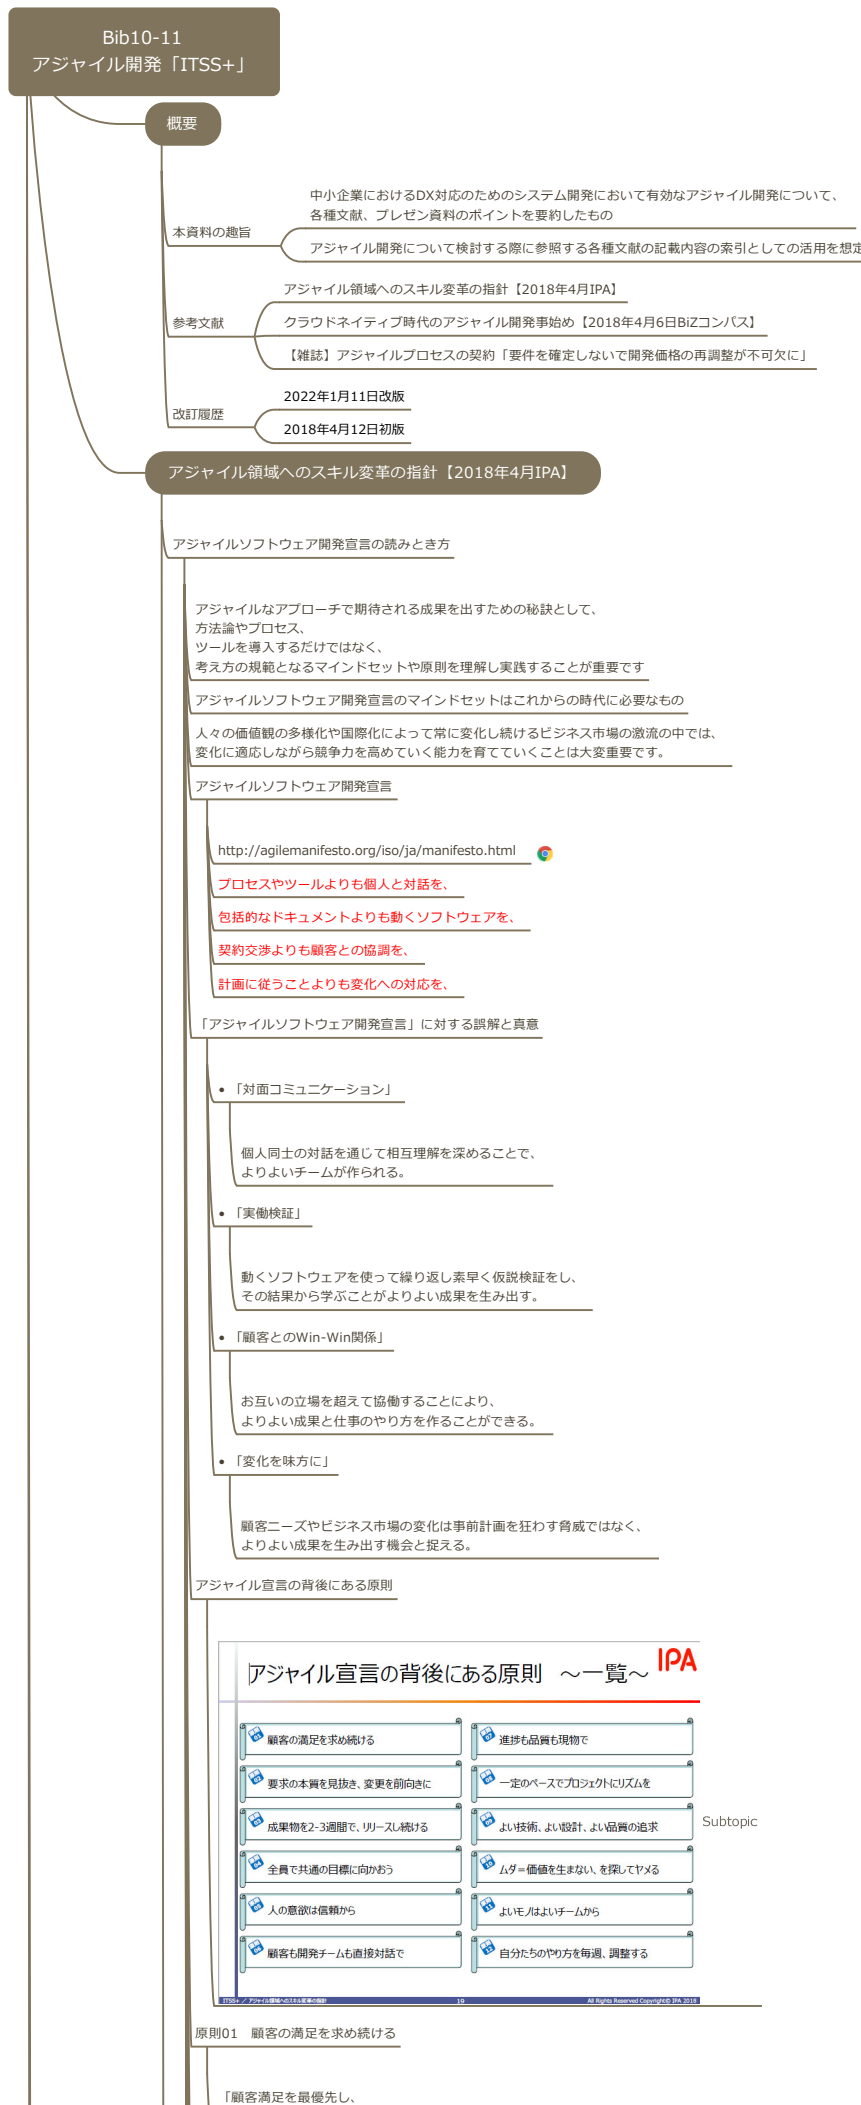 Bib10-11
アジャイル開発「ITSS+」
概要
本資料の趣旨
中小企業におけるDX対応のためのシステム開発において有効なアジャイル開発について、
各種文献、プレゼン資料のポイントを要約したもの
アジャイル開発について検討する際に参照する各種文献の記載内容の索引としての活用を想定
参考文献
アジャイル領域へのスキル変革の指針【2018年4月IPA】
クラウドネイティブ時代のアジャイル開発事始め【2018年4月6日BiZコンパス】
【雑誌】アジャイルプロセスの契約「要件を確定しないで開発価格の再調整が不可欠に」
改訂履歴
2022年1月11日改版
2018年4月12日初版
アジャイル領域へのスキル変革の指針【2018年4月IPA】
アジャイルソフトウェア開発宣言の読みとき方
アジャイルなアプローチで期待される成果を出すための秘訣として、
方法論やプロセス、
ツールを導入するだけではなく、
考え方の規範となるマインドセットや原則を理解し実践することが重要です
アジャイルソフトウェア開発宣言のマインドセットはこれからの時代に必要なもの
人々の価値観の多様化や国際化によって常に変化し続けるビジネス市場の激流の中では、
変化に適応しながら競争力を高めていく能力を育てていくことは大変重要です。
アジャイルソフトウェア開発宣言
http://agilemanifesto.org/iso/ja/manifesto.html
プロセスやツールよりも個人と対話を、
包括的なドキュメントよりも動くソフトウェアを、
契約交渉よりも顧客との協調を、
計画に従うことよりも変化への対応を、
「アジャイルソフトウェア開発宣言」に対する誤解と真意
• 「対面コミュニケーション」
個人同士の対話を通じて相互理解を深めることで、
よりよいチームが作られる。
• 「実働検証」
動くソフトウェアを使って繰り返し素早く仮説検証をし、
その結果から学ぶことがよりよい成果を生み出す。
• 「顧客とのWin-Win関係」
お互いの立場を超えて協働することにより、
よりよい成果と仕事のやり方を作ることができる。
• 「変化を味方に」
顧客ニーズやビジネス市場の変化は事前計画を狂わす脅威ではなく、
よりよい成果を生み出す機会と捉える。
アジャイル宣言の背後にある原則
アジャイル宣言の背後にある原則 ～一覧～
IPA
01 顧客の満足を求め続ける
02 要求の本質を見抜き、変更を前向きに
03 成果物を2-3週間で、リリースし続ける
04 全員で共通の目標に向かおう
05 人の意欲は信頼から
06 顧客も開発チームも直接対話で
07 進捗も品質も現物で
08 一定のペースでプロジェクトにリズムを
09 よい技術、よい設計、よい品質の追求
10 ムダ＝価値を生まない、を探してヤメる
11 よいモノはよいチームから
12 自分たちのやり方を毎週、調整する
ITSS+ ／ アジャイル領域へのスキル変革の指針
19
All Rights Reserved Copyright© IPA 2018
Subtopic
原則01　顧客の満足を求め続ける
「顧客満足を最優先し、